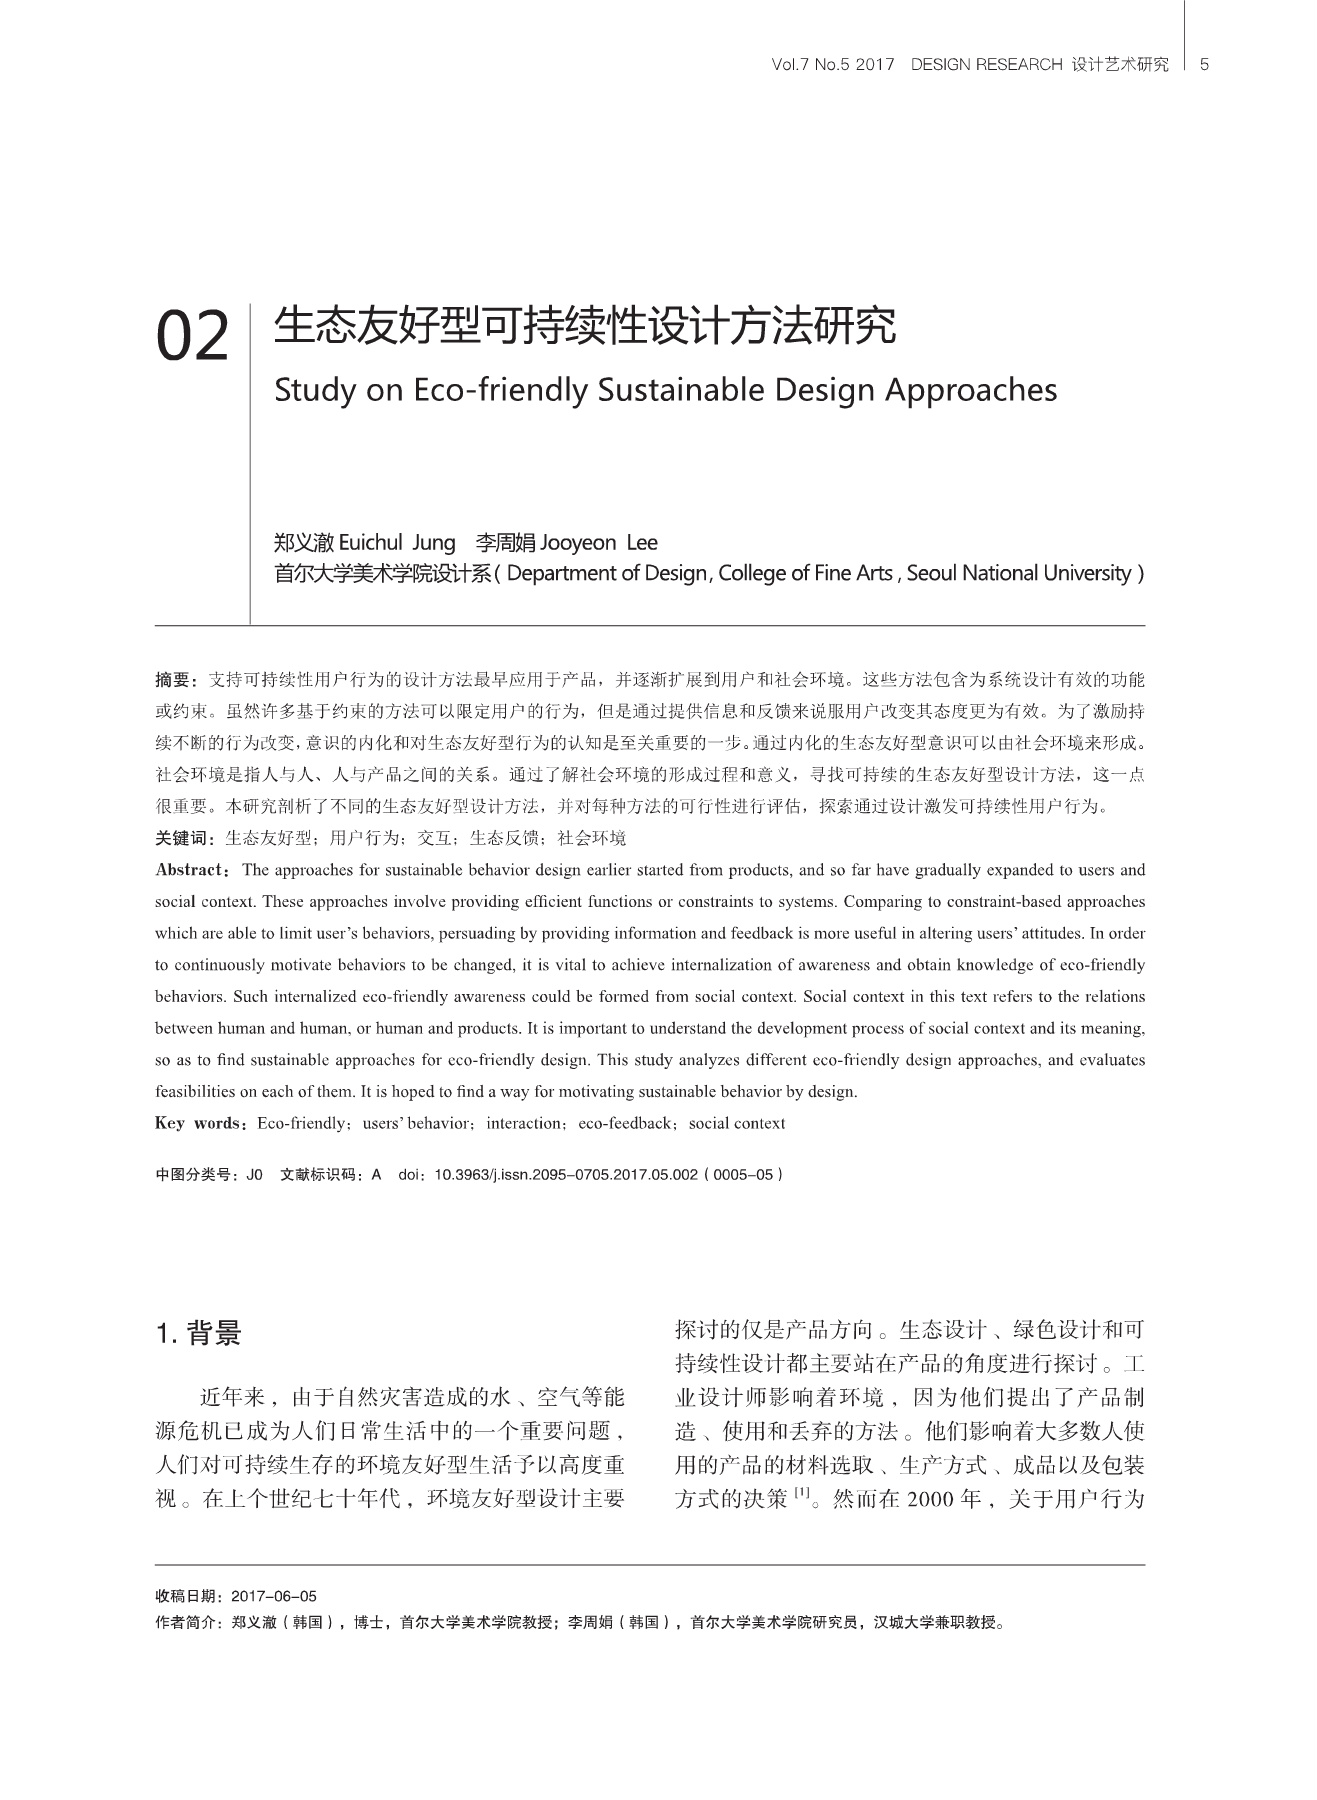 Vol.7 No.5 2017 DESIGN RESEARCH 设计艺术研究 5
02
生态友好型可持续性设计方法研究
Study on Eco-friendly Sustainable Design Approaches
郑义澈 Euichul Jung 李周娟 Jooyeon Lee
首尔大学美术学院设计系( Department of Design, College of Fine Arts , Seoul National University )
摘要：支持可持续性用户行为的设计方法最早应用于产品，并逐渐扩展到用户和社会环境。这些方法包含为系统设计有效的功能
或约束。虽然许多基于约束的方法可以限定用户的行为，但是通过提供信息和反馈来说服用户改变其态度更为有效。为了激励持
续不断的行为改变，意识的内化和对生态友好型行为的认知是至关重要的一步。通过内化的生态友好型意识可以由社会环境来形成。
社会环境是指人与人、人与产品之间的关系。通过了解社会环境的形成过程和意义，寻找可持续的生态友好型设计方法，这一点
很重要。本研究剖析了不同的生态友好型设计方法，并对每种方法的可行性进行评估，探索通过设计激发可持续性用户行为。
关键词：生态友好型；用户行为；交互；生态反馈；社会环境
Abstract： The approaches for sustainable behavior design earlier started from products, and so far have gradually expanded to users and
social context. These approaches involve providing efficient functions or constraints to systems. Comparing to constraint-based approaches
which are able to limit user's behaviors, persuading by providing information and feedback is more useful in altering users' attitudes. In order
to continuously motivate behaviors to be changed, it is vital to achieve internalization of awareness and obtain knowledge of eco-friendly
behaviors. Such internalized eco-friendly awareness could be formed from social context. Social context in this text refers to the relations
between human and human, or human and products. It is important to understand the development process of social context and its meaning,
so as to find sustainable approaches for eco-friendly design. This study analyzes different eco-friendly design approaches, and evaluates
feasibilities on each of them. It is hoped to find a way for motivating sustainable behavior by design.
Key words：Eco-friendly；users' behavior；interaction；eco-feedback；social context
中图分类号：J0 文献标识码：A doi：10.3963/j.issn.2095-0705.2017.05.002（0005-05）
1. 背景
近年来，由于自然灾害造成的水、空气等能
源危机已成为人们日常生活中的一个重要问题，
人们对可持续生存的环境友好型生活予以高度重
视。在上个世纪七十年代，环境友好型设计主要
探讨的仅是产品方向。生态设计、绿色设计和可
持续性设计都主要站在产品的角度进行探讨。工
业设计师影响着环境，因为他们提出了产品制
造、使用和丢弃的方法。他们影响着大多数人使
用的产品的材料选取、生产方式、成品以及包装
方式的决策[1]。然而在 2000 年，关于用户行为
收稿日期：2017-06-05
作者简介：郑义澈（韩国），博士，首尔大学美术学院教授；李周娟（韩国），首尔大学美术学院研究员，汉城大学兼职教授。